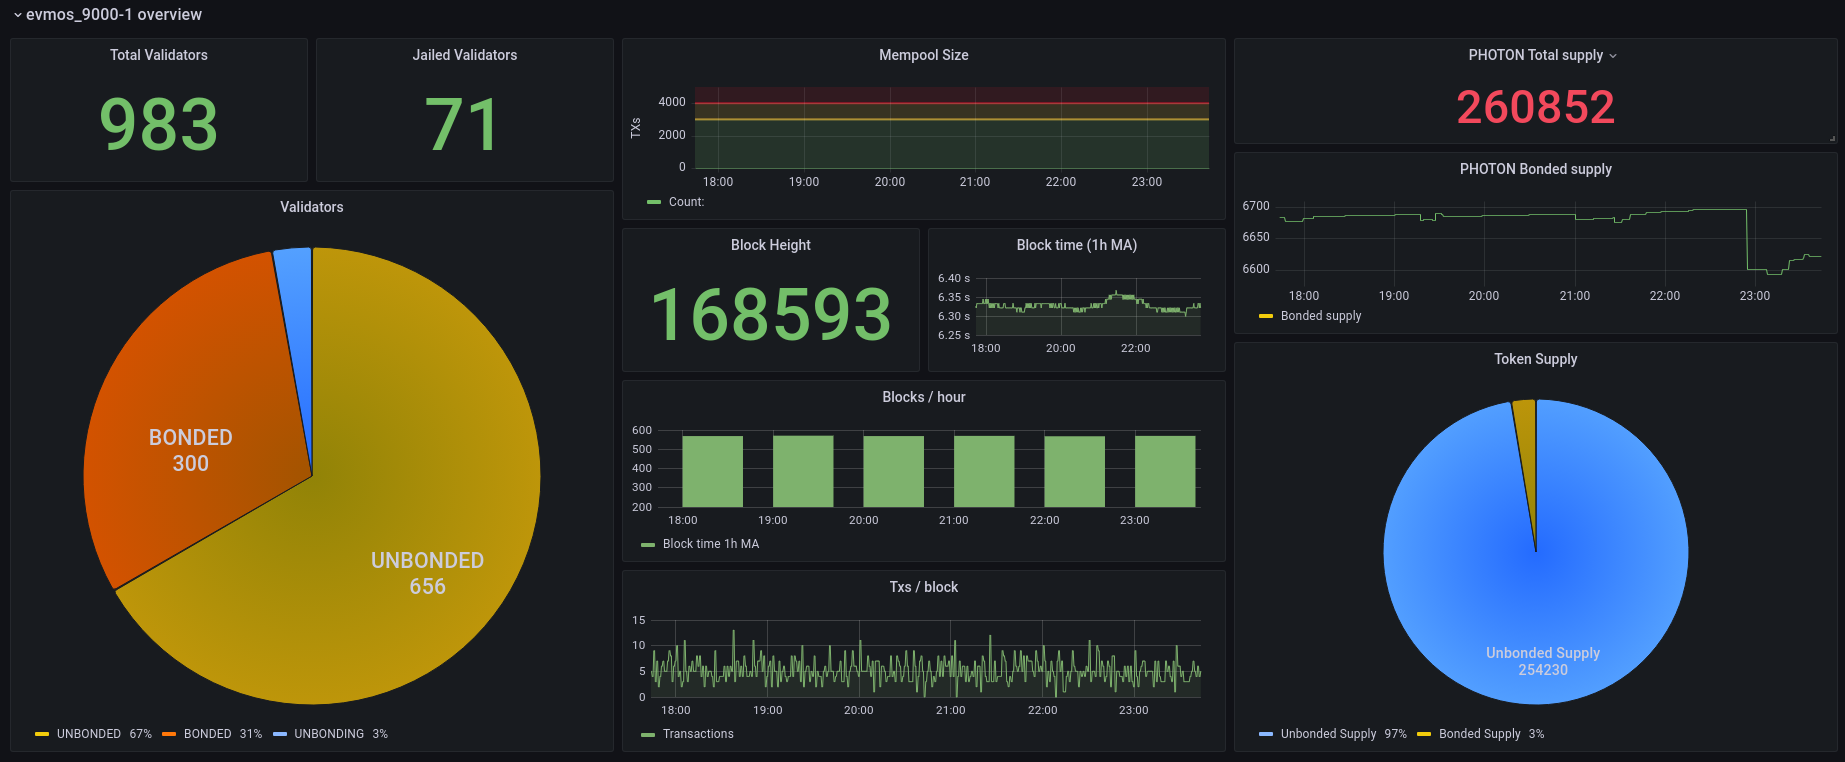 evmos_9000-1 overview
Total Validators
983
Jailed Validators
71
Validators
BONDED
300
UNBONDED
656
UNBONDED 67% BONDED 31% UNBONDING 3%
Mempool Size
TXs
4000
2000
0
18:00 19:00 20:00 21:00 22:00 23:00
Count:
Block Height
168593
Block time (1h MA)
6.40 s
6.35 s
6.30 s
6.25 s
18:00 20:00 22:00
Blocks / hour
600
500
400
300
200
18:00 19:00 20:00 21:00 22:00 23:00
Block time 1h MA
Txs / block
15
10
5
0
18:00 19:00 20:00 21:00 22:00 23:00
Transactions
PHOTON Total supply
260852
PHOTON Bonded supply
6700
6650
6600
18:00 19:00 20:00 21:00 22:00 23:00
Bonded supply
Token Supply
Unbonded Supply
254230
Unbonded Supply 97% Bonded Supply 3%